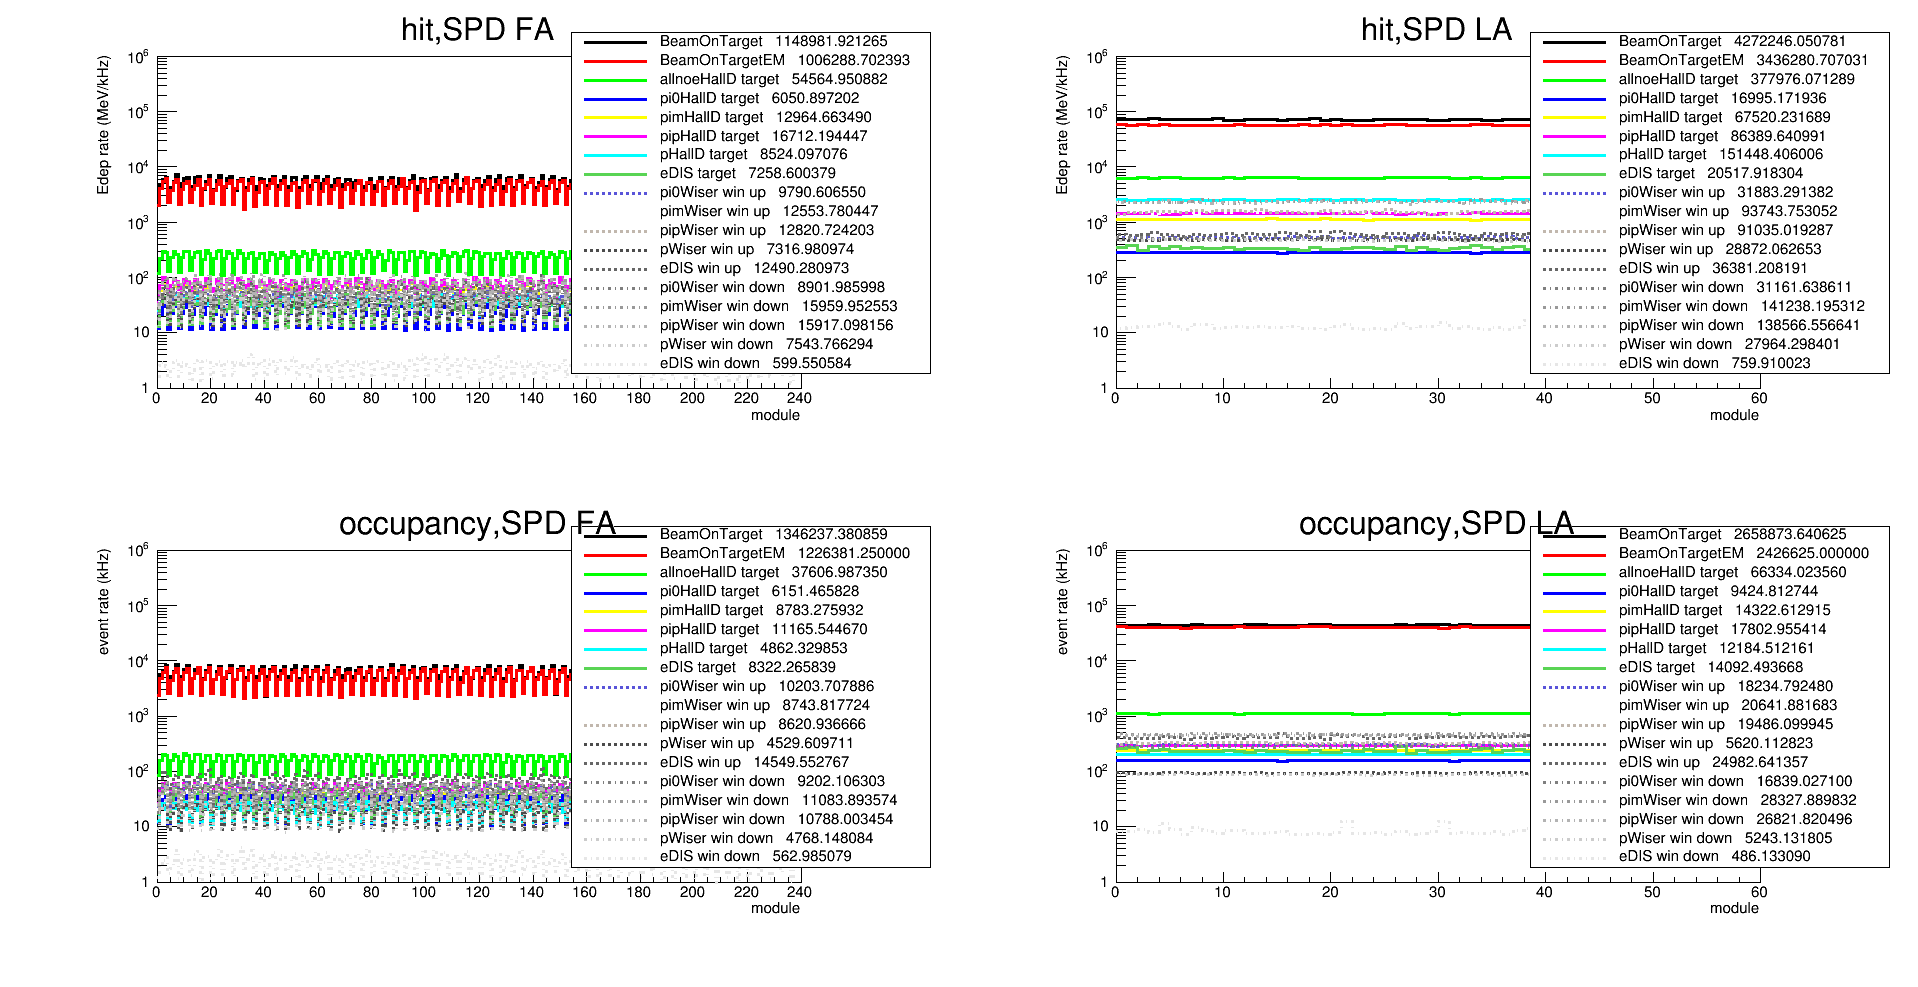 hit,SPD FA
Edep rate (MeV/kHz)
10^6
10^5
10^4
10^3
10^2
10
1
0 20 40 60 80 100 120 140 160 180 200 220 240
module
BeamOnTarget 1148981.921265
BeamOnTargetEM 1006288.702393
allnoeHallD target 54564.950882
pi0HallD target 6050.897202
pimHallD target 12964.663490
pipHallD target 16712.194447
pHallD target 8524.097076
eDIS target 7258.600379
pi0Wiser win up 9790.606550
pimWiser win up 12553.780447
pipWiser win up 12820.724203
pWiser win up 7316.980974
eDIS win up 12490.280973
pi0Wiser win down 8901.985998
pimWiser win down 15959.952553
pipWiser win down 15917.098156
pWiser win down 7543.766294
eDIS win down 599.550584
hit,SPD LA
Edep rate (MeV/kHz)
10^6
10^5
10^4
10^3
10^2
10
1
0 10 20 30 40 50 60
module
BeamOnTarget 4272246.050781
BeamOnTargetEM 3436280.707031
allnoeHallD target 377976.071289
pi0HallD target 16995.171936
pimHallD target 67520.231689
pipHallD target 86389.640991
pHallD target 151448.406006
eDIS target 20517.918304
pi0Wiser win up 31883.291382
pimWiser win up 93743.753052
pipWiser win up 91035.019287
pWiser win up 28872.062653
eDIS win up 36381.208191
pi0Wiser win down 31161.638611
pimWiser win down 141238.195312
pipWiser win down 138566.556641
pWiser win down 27964.298401
eDIS win down 759.910023
occupancy,SPD FA
event rate (kHz)
10^6
10^5
10^4
10^3
10^2
10
1
0 20 40 60 80 100 120 140 160 180 200 220 240
module
BeamOnTarget 1346237.380859
BeamOnTargetEM 1226381.250000
allnoeHallD target 37606.987350
pi0HallD target 6151.465828
pimHallD target 8783.275932
pipHallD target 11165.544670
pHallD target 4862.329853
eDIS target 8322.265839
pi0Wiser win up 10203.707886
pimWiser win up 8743.817724
pipWiser win up 8620.936666
pWiser win up 4529.609711
eDIS win up 14549.552767
pi0Wiser win down 9202.106303
pimWiser win down 11083.893574
pipWiser win down 10788.003454
pWiser win down 4768.148084
eDIS win down 562.985079
occupancy,SPD LA
event rate (kHz)
10^6
10^5
10^4
10^3
10^2
10
1
0 10 20 30 40 50 60
module
BeamOnTarget 2658873.640625
BeamOnTargetEM 2426625.000000
allnoeHallD target 66334.023560
pi0HallD target 9424.812744
pimHallD target 14322.612915
pipHallD target 17802.955414
pHallD target 12184.512161
eDIS target 14092.493668
pi0Wiser win up 18234.792480
pimWiser win up 20641.881683
pipWiser win up 19486.099945
pWiser win up 5620.112823
eDIS win up 24982.641357
pi0Wiser win down 16839.027100
pimWiser win down 28327.889832
pipWiser win down 26821.820496
pWiser win down 5243.131805
eDIS win down 486.133090